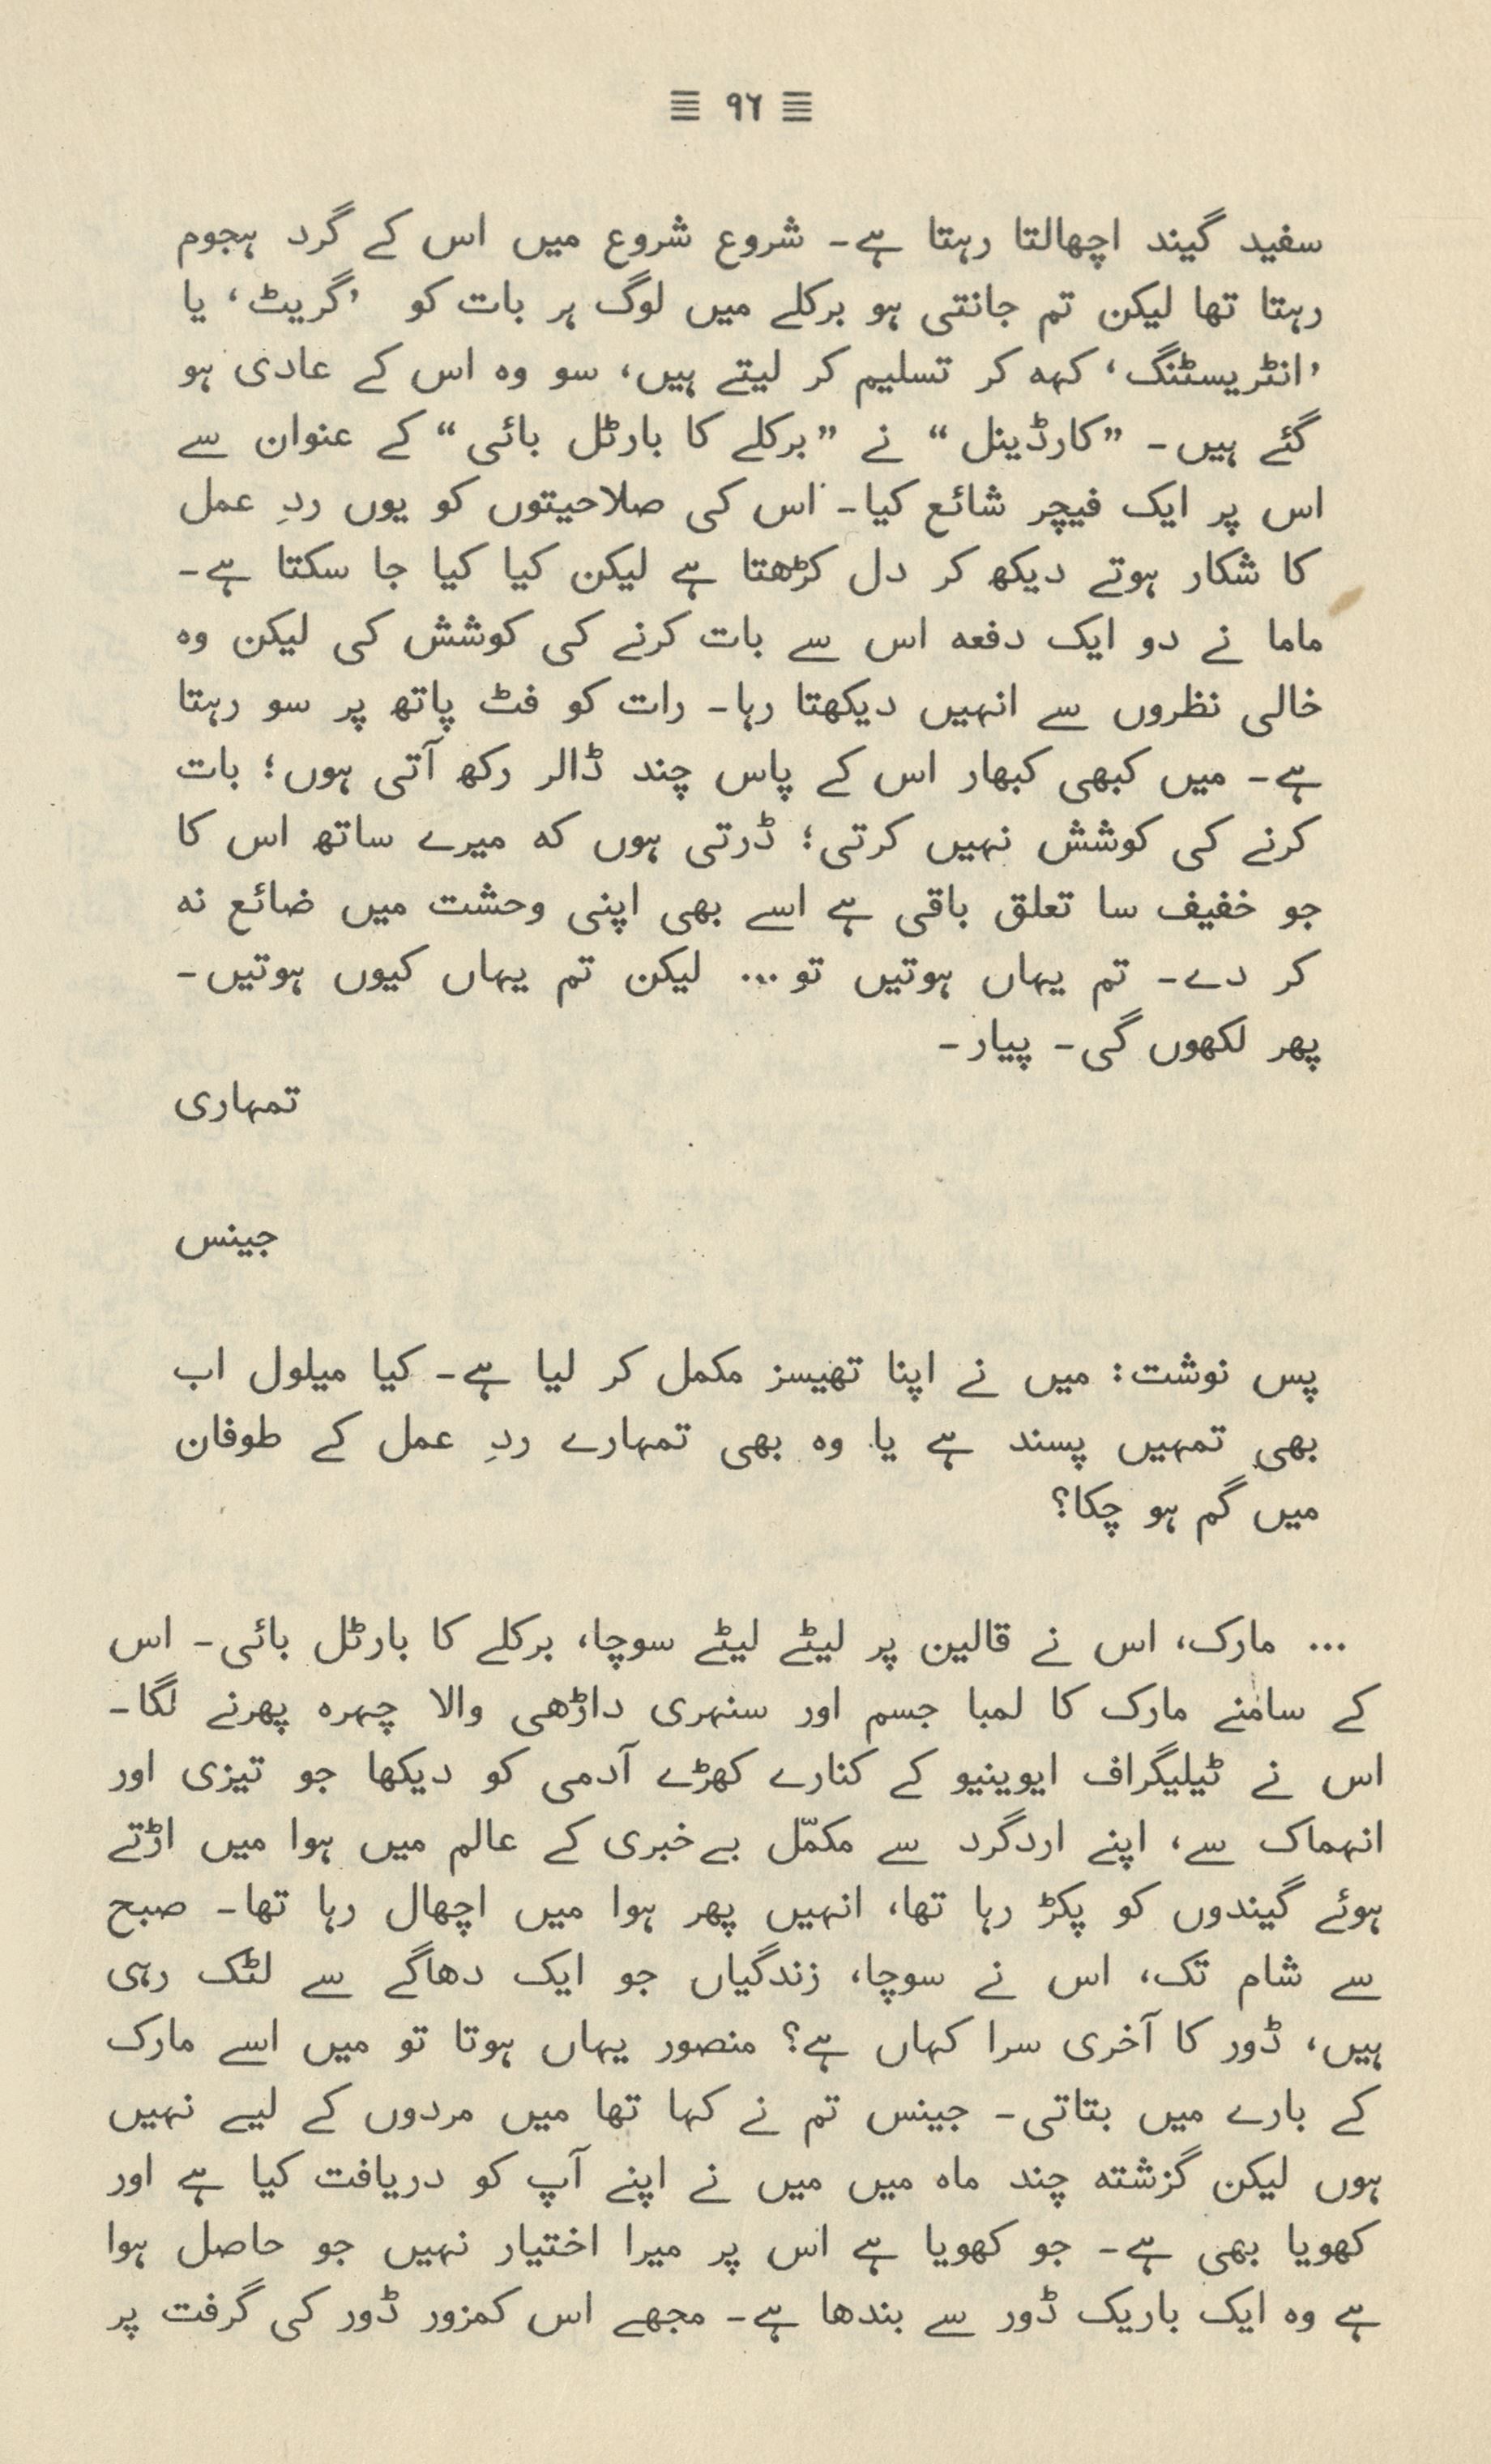 ≡ ٩٦ ≡
سفید گیند اچھالتا رہتا ہے۔ شروع شروع میں اس کے گرد ہجوم
رہتا تھا لیکن تم جانتی ہو برکلے میں لوگ ہر بات کو ’گریٹ‘ یا
’انٹریسٹنگ‘ کہہ کر تسلیم کر لیتے ہیں، سو وہ اس کے عادی ہو
گئے ہیں۔ ”کارڈینل“ نے ”برکلے کا بارٹل بائی“ کے عنوان سے
اس پر ایک فیچر شائع کیا۔ اس کی صلاحیتوں کو یوں ردِ عمل
کا شکار ہوتے دیکھ کر دل کڑھتا ہے لیکن کیا کیا جا سکتا ہے۔
ماما نے دو ایک دفعہ اس سے بات کرنے کی کوشش کی لیکن وہ
خالی نظروں سے انہیں دیکھتا رہا۔ رات کو فٹ پاتھ پر سو رہتا
ہے۔ میں کبھی کبھار اس کے پاس چند ڈالر رکھ آتی ہوں؛ بات
کرنے کی کوشش نہیں کرتی؛ ڈرتی ہوں کہ میرے ساتھ اس کا
جو خفیف سا تعلق باقی ہے اسے بھی اپنی وحشت میں ضائع نہ
کر دے۔ تم یہاں ہوتیں تو... لیکن تم یہاں کیوں ہوتیں۔
پھر لکھوں گی۔ پیار۔
تمہاری
جینس
پس نوشت: میں نے اپنا تھیسز مکمل کر لیا ہے۔ کیا میلول اب
بھی تمہیں پسند ہے یا وہ بھی تمہارے ردِ عمل کے طوفان
میں گم ہو چکا؟
... مارک، اس نے قالین پر لیٹے لیٹے سوچا، برکلے کا بارٹل بائی۔ اس
کے سامنے مارک کا لمبا جسم اور سنہری داڑھی والا چہرہ پھرنے لگا۔
اس نے ٹیلیگراف ایوینیو کے کنارے کھڑے آدمی کو دیکھا جو تیزی اور
انہماک سے، اپنے اردگرد سے مکمّل بےخبری کے عالم میں ہوا میں اڑتے
ہوئے گیندوں کو پکڑ رہا تھا، انہیں پھر ہوا میں اچھال رہا تھا۔ صبح
سے شام تک، اس نے سوچا، زندگیاں جو ایک دھاگے سے لٹک رہی
ہیں، ڈور کا آخری سرا کہاں ہے؟ منصور یہاں ہوتا تو میں اسے مارک
کے بارے میں بتاتی۔ جینس تم نے کہا تھا میں مردوں کے لیے نہیں
ہوں لیکن گزشتہ چند ماہ میں میں نے اپنے آپ کو دریافت کیا ہے اور
کھویا بھی ہے۔ جو کھویا ہے اس پر میرا اختیار نہیں جو حاصل ہوا
ہے وہ ایک باریک ڈور سے بندھا ہے۔ مجھے اس کمزور ڈور کی گرفت پر